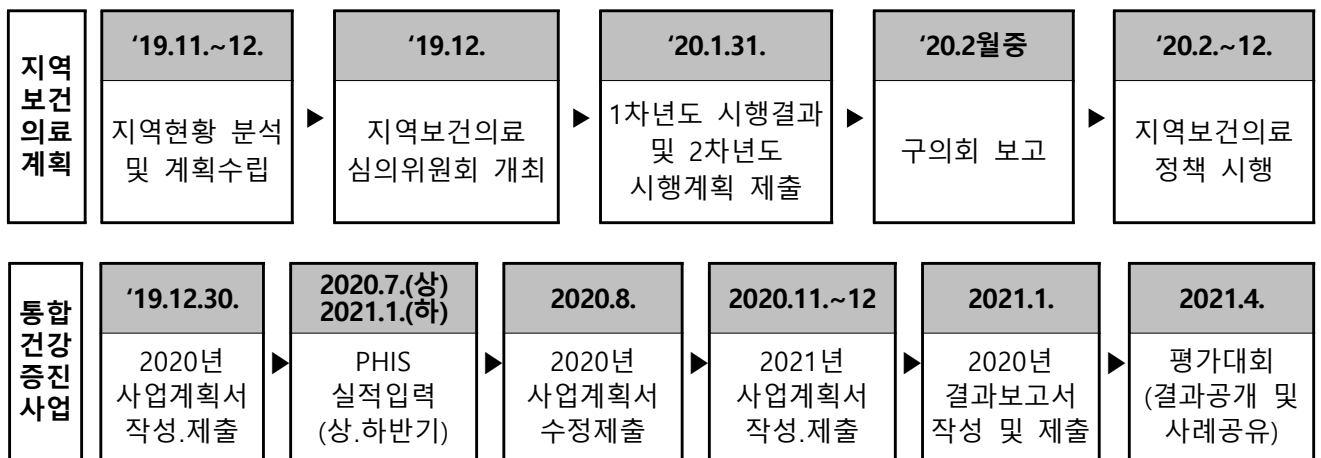 지역
보건
의료
계획
‘19.11.~12.
지역현황 분석
및 계획수립
▶
‘19.12.
지역보건의료
심의위원회 개최
▶
‘20.1.31.
1차년도 시행결과
및 2차년도
시행계획 제출
▶
‘20.2월중
구의회 보고
▶
‘20.2.~12.
지역보건의료
정책 시행
통합
건강
증진
사업
‘19.12.30.
2020년
사업계획서
작성.제출
▶
2020.7.(상)
2021.1.(하)
PHIS
실적입력
(상.하반기)
▶
2020.8.
2020년
사업계획서
수정제출
▶
2020.11.~12
2021년
사업계획서
작성.제출
▶
2021.1.
2020년
결과보고서
작성 및 제출
▶
2021.4.
평가대회
(결과공개 및
사례공유)